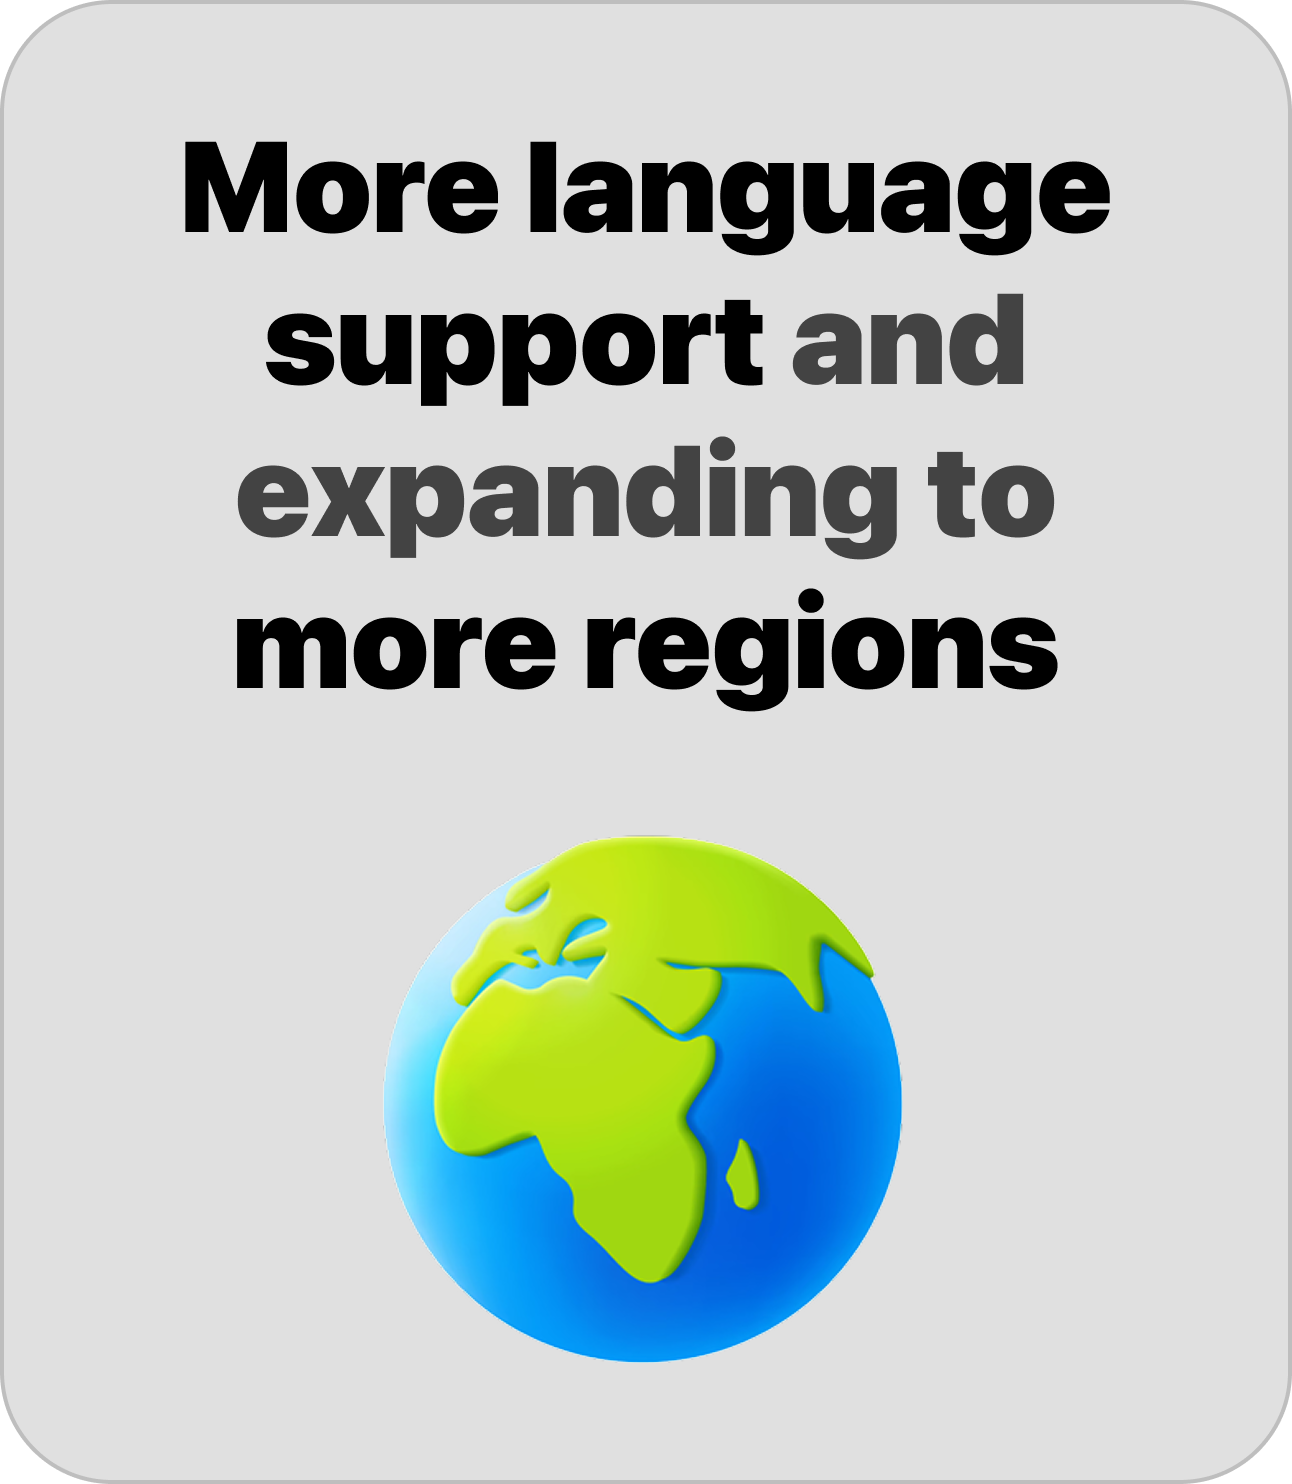 More language
support and
expanding to
more regions